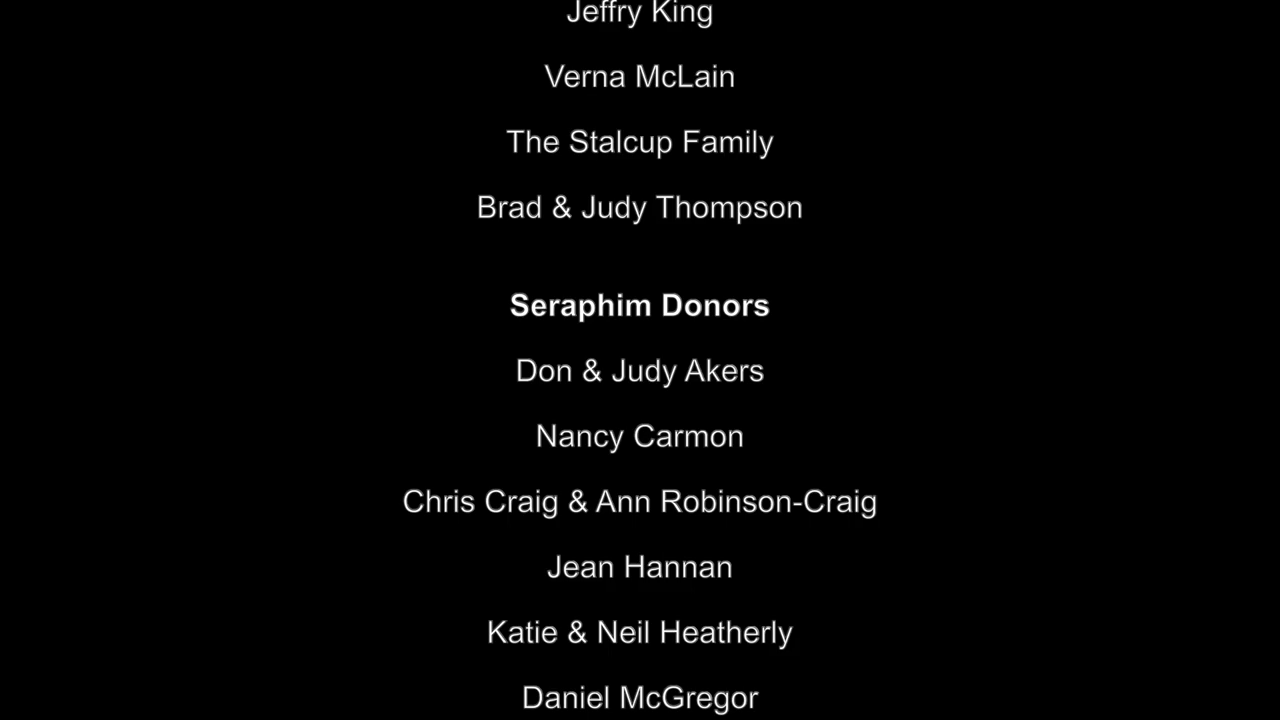 Jeffry King
Verna McLain
The Stalcup Family
Brad & Judy Thompson
Seraphim Donors
Don & Judy Akers
Nancy Carmon
Chris Craig & Ann Robinson-Craig
Jean Hannan
Katie & Neil Heatherly
Daniel McGregor